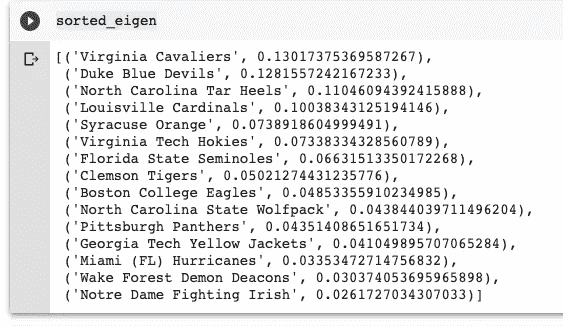 sorted_eigen
[('Virginia Cavaliers', 0.13017375369587267),
('Duke Blue Devils', 0.1281557242167233),
('North Carolina Tar Heels', 0.11046094392415888),
('Louisville Cardinals', 0.10038343125194146),
('Syracuse Orange', 0.0738918604999491),
('Virginia Tech Hokies', 0.07338334328560789),
('Florida State Seminoles', 0.06631513350172268),
('Clemson Tigers', 0.05021274431235776),
('Boston College Eagles', 0.04853355910234985),
('North Carolina State Wolfpack', 0.043844039711496204),
('Pittsburgh Panthers', 0.04351408651651734),
('Georgia Tech Yellow Jackets', 0.041049895707065284),
('Miami (FL) Hurricanes', 0.03353472714756832),
('Wake Forest Demon Deacons', 0.030374053695965898),
('Notre Dame Fighting Irish', 0.0261727034307033)]